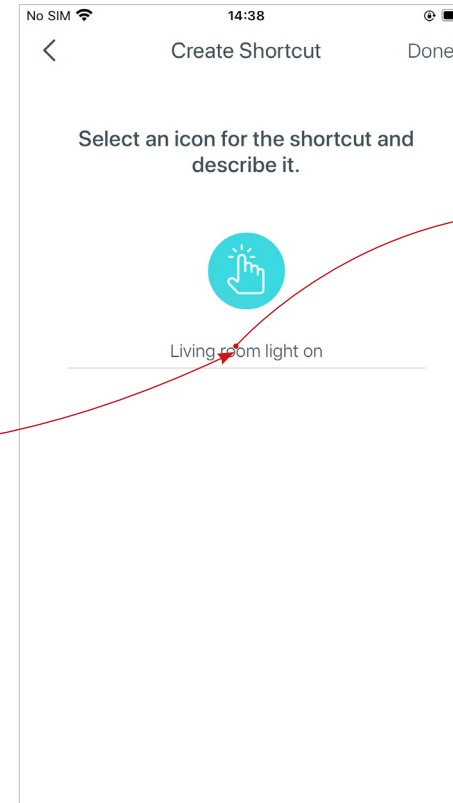 No SIM 14:38
Create Shortcut Done
Select an icon for the shortcut and
describe it.
Living room light on